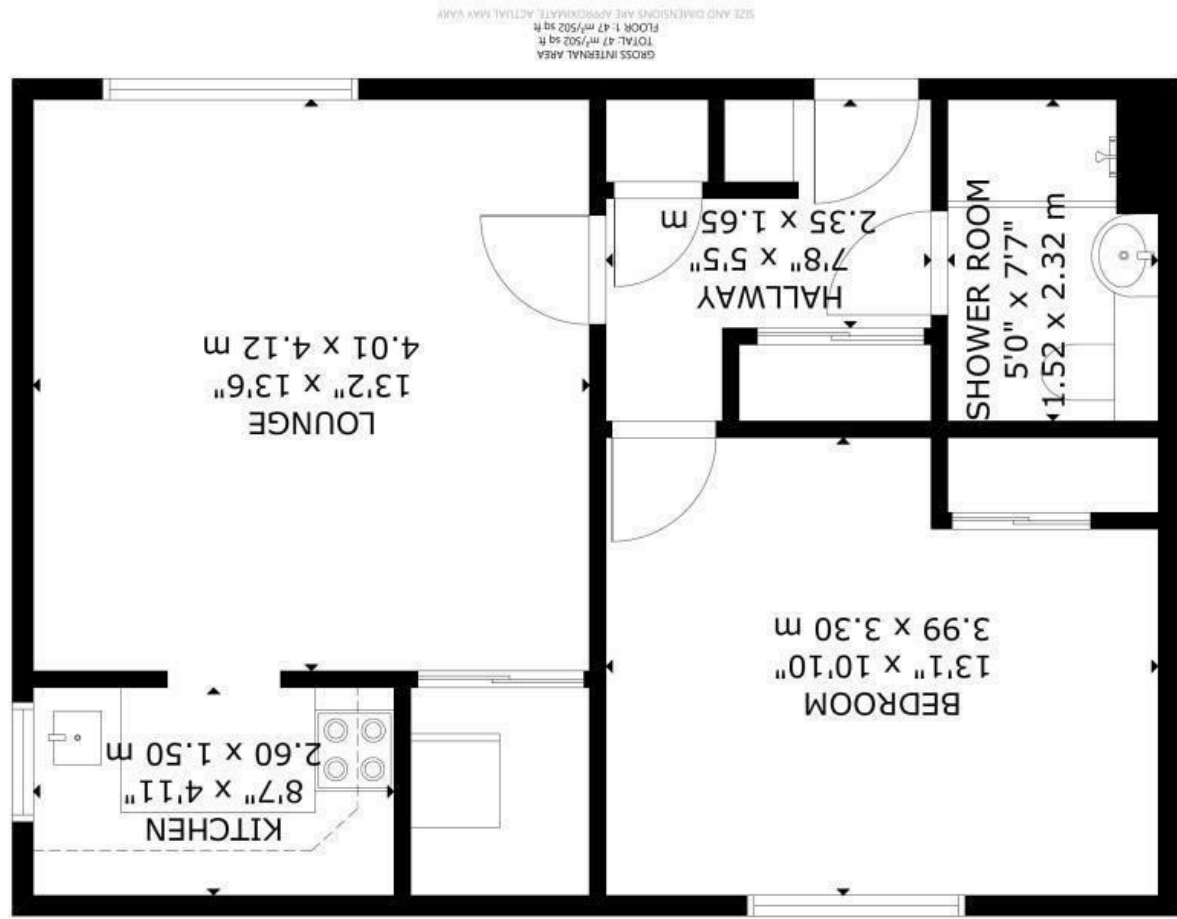 KITCHEN
8'7" x 4'11"
2.60 x 1.50 m
BEDROOM
13'1" x 10'10"
3.99 x 3.30 m
LOUNGE
13'2" x 13'6"
4.01 x 4.12 m
HALLWAY
7'8" x 5'5"
2.35 x 1.65 m
SHOWER ROOM
5'0" x 7'7"
1.52 x 2.32 m
GROSS INTERNAL AREA
TOTAL: 47 m²/502 sq ft
FLOOR 1: 47 m²/502 sq ft
SIZE AND DIMENSIONS ARE APPROXIMATE, ACTUAL MAY VARY